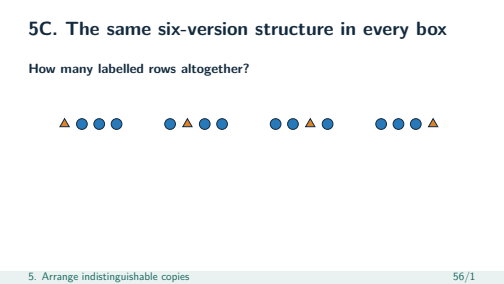 5C. The same six-version structure in every box
How many labelled rows altogether?
5. Arrange indistinguishable copies
56/1